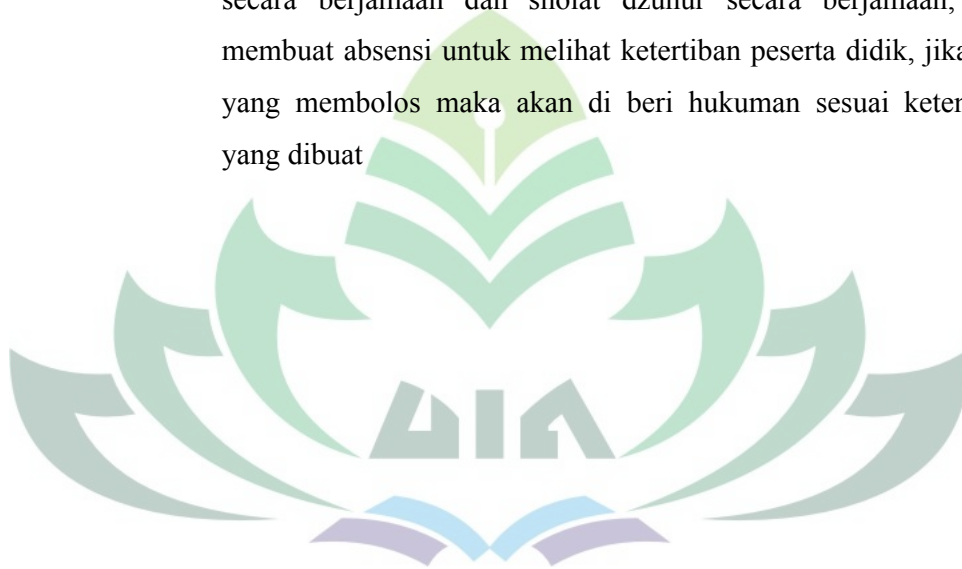 secara berjamaah dan sholat dzuhur secara berjamaah,
membuat absensi untuk melihat ketertiban peserta didik, jika
yang membolos maka akan di beri hukuman sesuai
yang dibuat
UIN